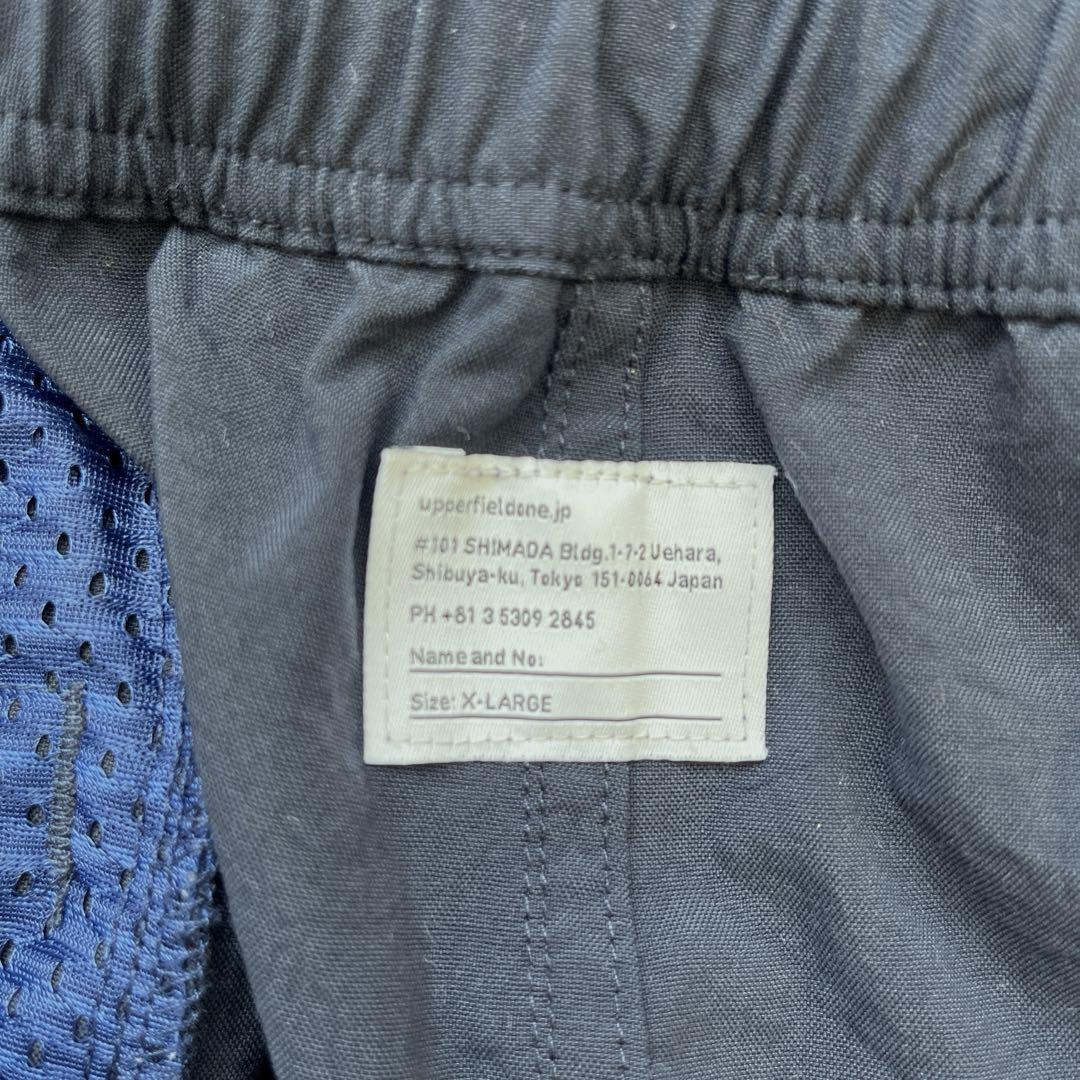 upperfieldone.jp
#101 SHIMADA Bldg.1-7-2 Uehara,
Shibuya-ku, Tokyo 151-0064 Japan
PH +81 3 5309 2845
Name and No:
Size: X-LARGE